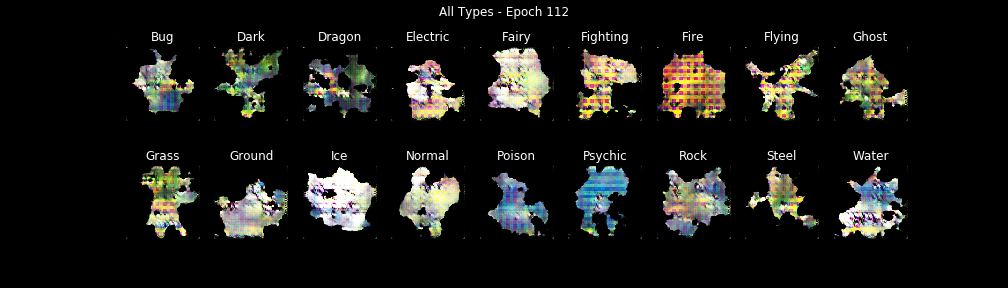 All Types - Epoch 112
Bug Dark Dragon Electric Fairy Fighting Fire Flying Ghost
Grass Ground Ice Normal Poison Psychic Rock Steel Water